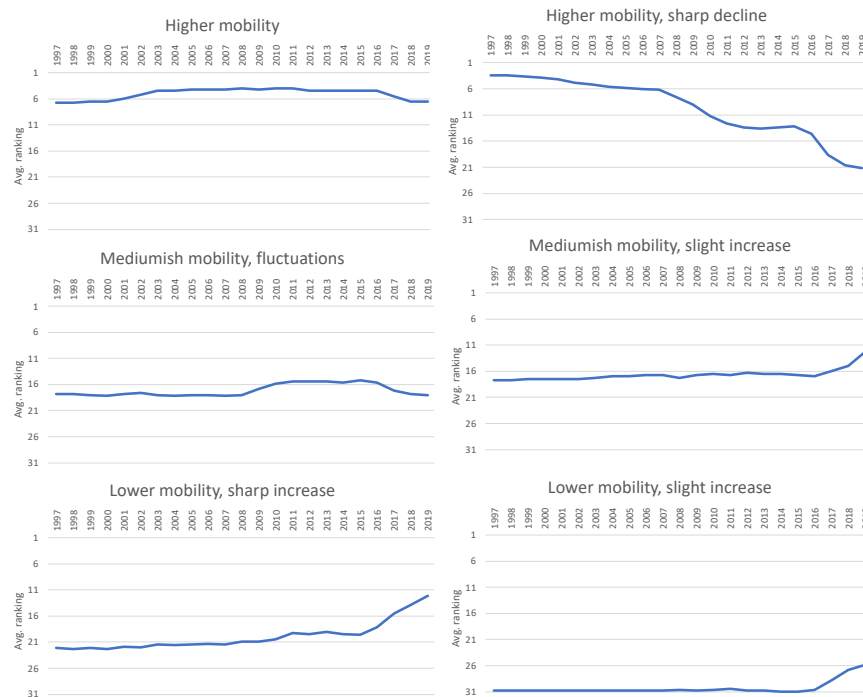 Higher mobility
1997 1998 1999 2000 2001 2002 2003 2004 2005 2006 2007 2008 2009 2010 2011 2012 2013 2014 2015 2016 2017 2018 2019
1
6
11
16
21
26
31
Avg. ranking
Higher mobility, sharp decline
1997 1998 1999 2000 2001 2002 2003 2004 2005 2006 2007 2008 2009 2010 2011 2012 2013 2014 2015 2016 2017 2018 2019
1
6
11
16
21
26
31
Avg. ranking
Mediumish mobility, fluctuations
1997 1998 1999 2000 2001 2002 2003 2004 2005 2006 2007 2008 2009 2010 2011 2012 2013 2014 2015 2016 2017 2018 2019
1
6
11
16
21
26
31
Avg. ranking
Mediumish mobility, slight increase
1997 1998 1999 2000 2001 2002 2003 2004 2005 2006 2007 2008 2009 2010 2011 2012 2013 2014 2015 2016 2017 2018
1
6
11
16
21
26
31
Avg. ranking
Lower mobility, sharp increase
1997 1998 1999 2000 2001 2002 2003 2004 2005 2006 2007 2008 2009 2010 2011 2012 2013 2014 2015 2016 2017 2018 2019
1
6
11
16
21
26
31
Avg. ranking
Lower mobility, slight increase
1997 1998 1999 2000 2001 2002 2003 2004 2005 2006 2007 2008 2009 2010 2011 2012 2013 2014 2015 2016 2017 2018
1
6
11
16
21
26
31
Avg. ranking